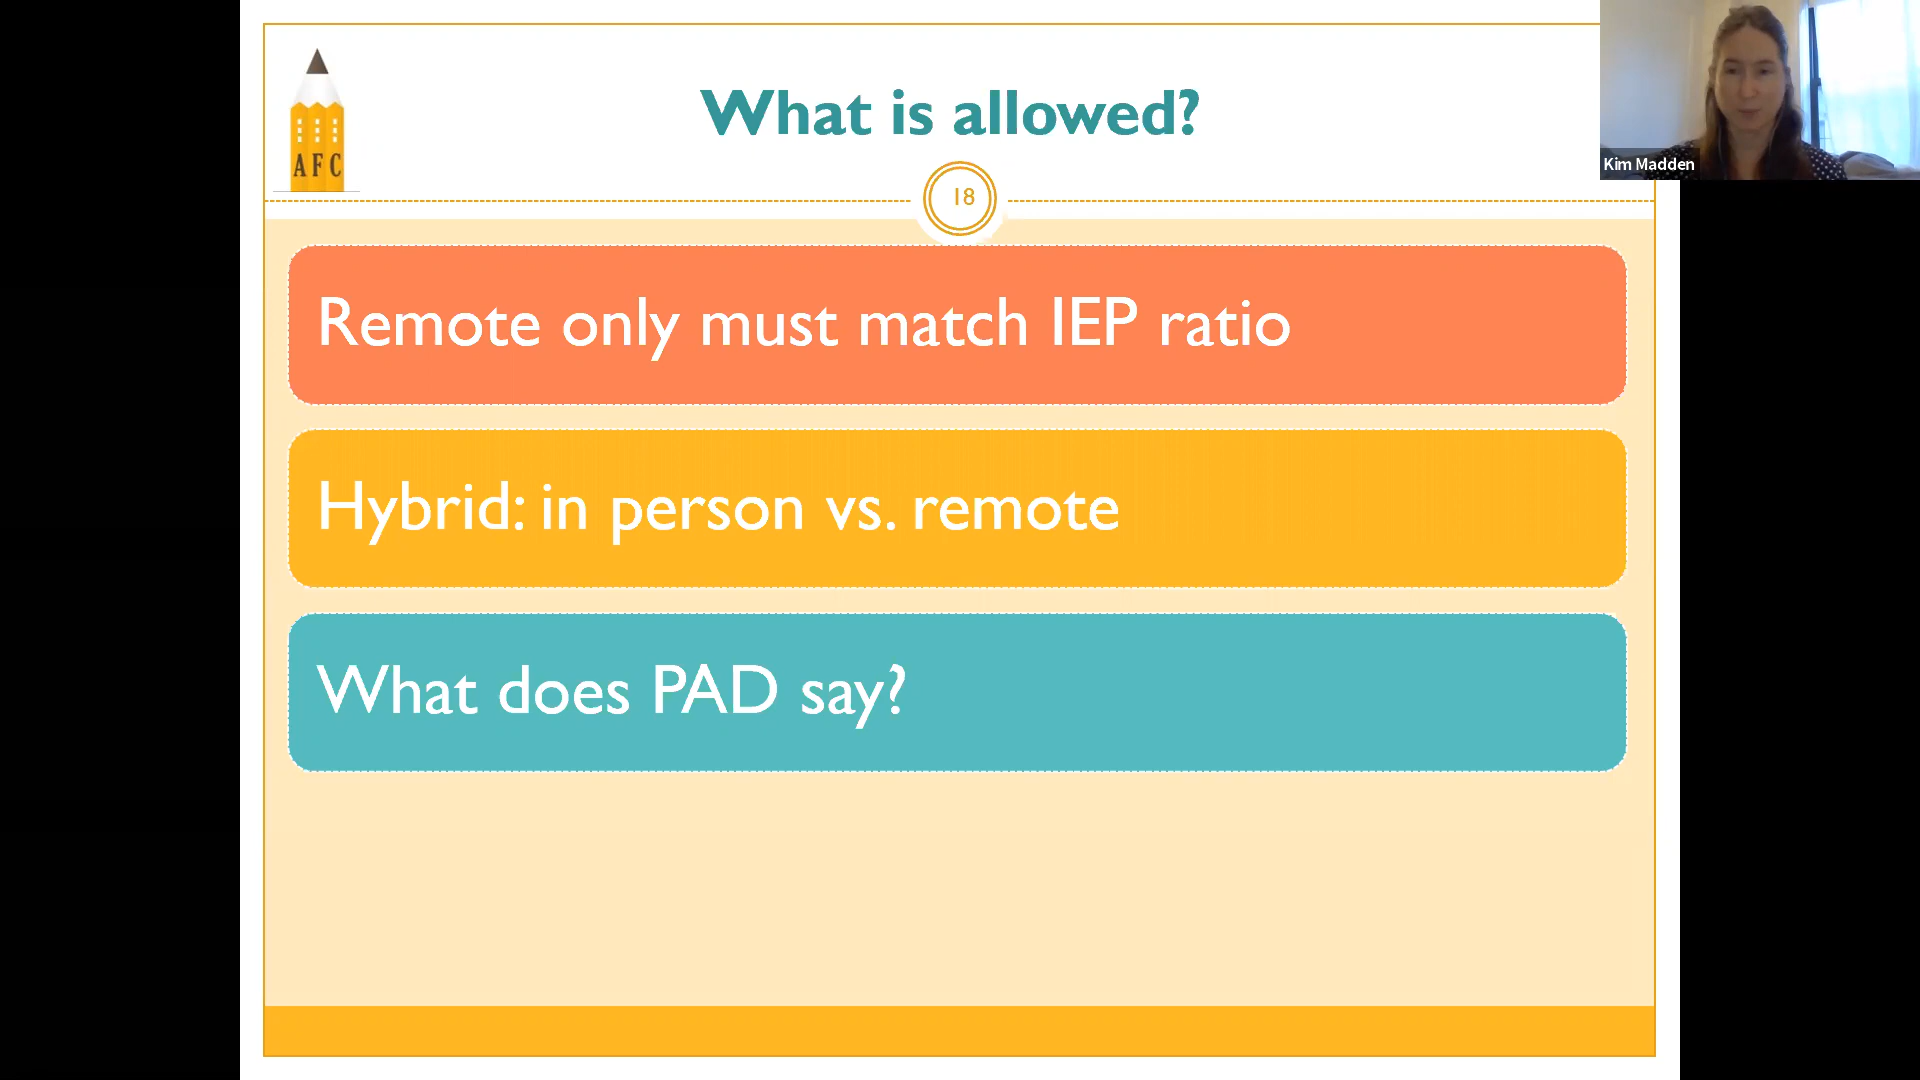 AFC
What is allowed?
Kim Madden
18
Remote only must match IEP ratio
Hybrid: in person vs. remote
What does PAD say?